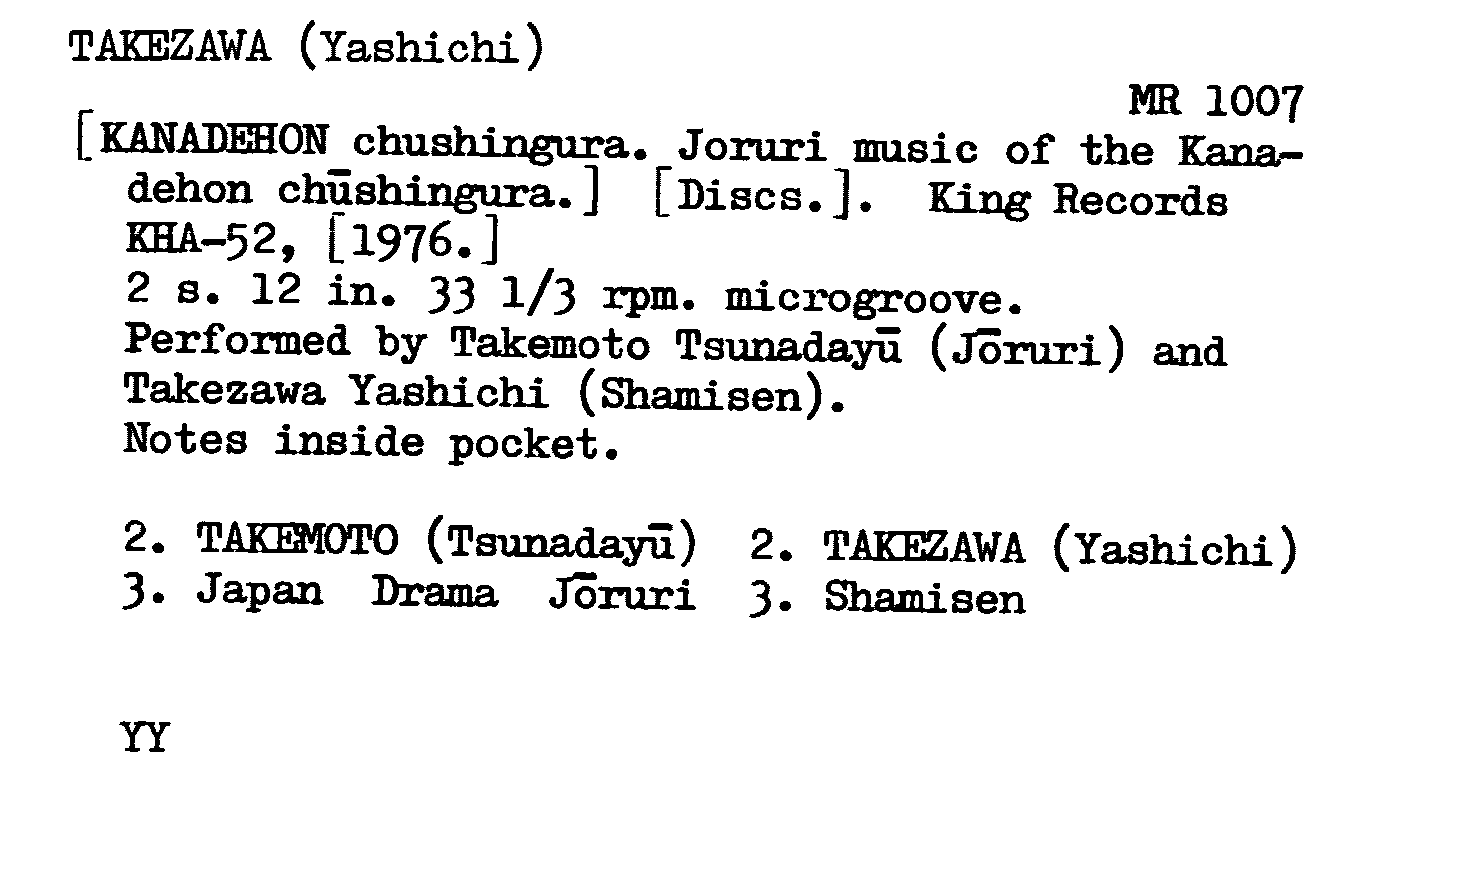 TAKEZAWA (Yashichi)
MR 1007
[KANADEHON chushingura. Joruri music of the Kana-
dehon chūshingura.] [Discs.]. King Records
KHA-52, [1976.]
2 s. 12 in. 33 1/3 rpm. microgroove.
Performed by Takemoto Tsunadayū (Jōruri) and
Takezawa Yashichi (Shamisen).
Notes inside pocket.
2. TAKEMOTO (Tsunadayū) 2. TAKEZAWA (Yashichi)
3. Japan Drama Jōruri 3. Shamisen
YY